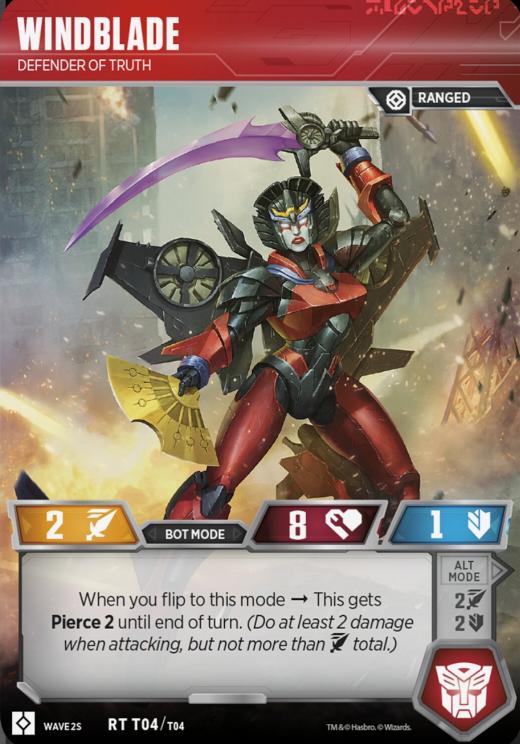 WINDBLADE
DEFENDER OF TRUTH
RANGED
2
BOT MODE
8
1
ALT
MODE
2
2
When you flip to this mode → This gets
Pierce 2 until end of turn. (Do at least 2 damage
when attacking, but not more than total.)
WAVE 2S
RT T04/T04
TM & © Hasbro. © Wizards.